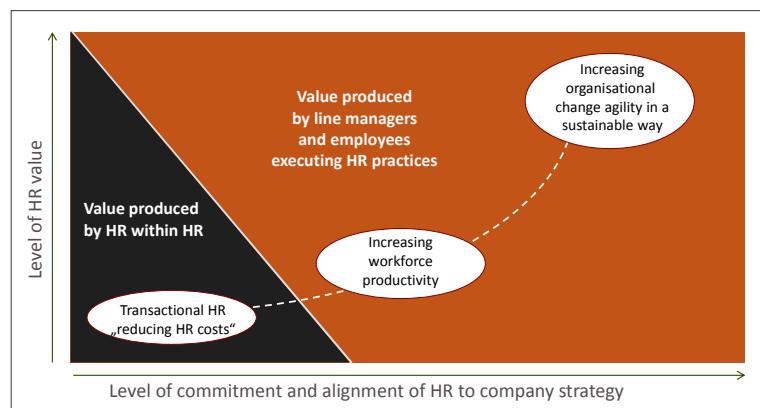 Level of HR value
Increasing
organisational
change agility in a
sustainable way
Value produced
by line managers
and employees
executing HR practices
Value produced
by HR within HR
Increasing
workforce
productivity
Transactional HR
„reducing HR costs“
Level of commitment and alignment of HR to company strategy